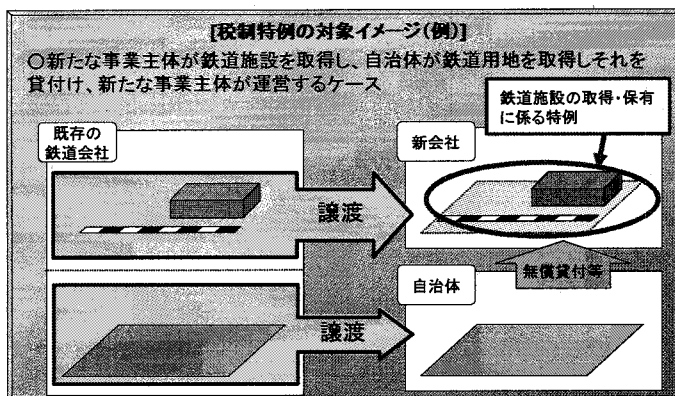 [税制特例の対象イメージ(例)]
○新たな事業主体が鉄道施設を取得し、自治体が鉄道用地を取得しそれを
貸付け、新たな事業主体が運営するケース
鉄道施設の取得・保有
に係る特例
既存の
鉄道会社
新会社
譲渡
無償貸付等
自治体
譲渡